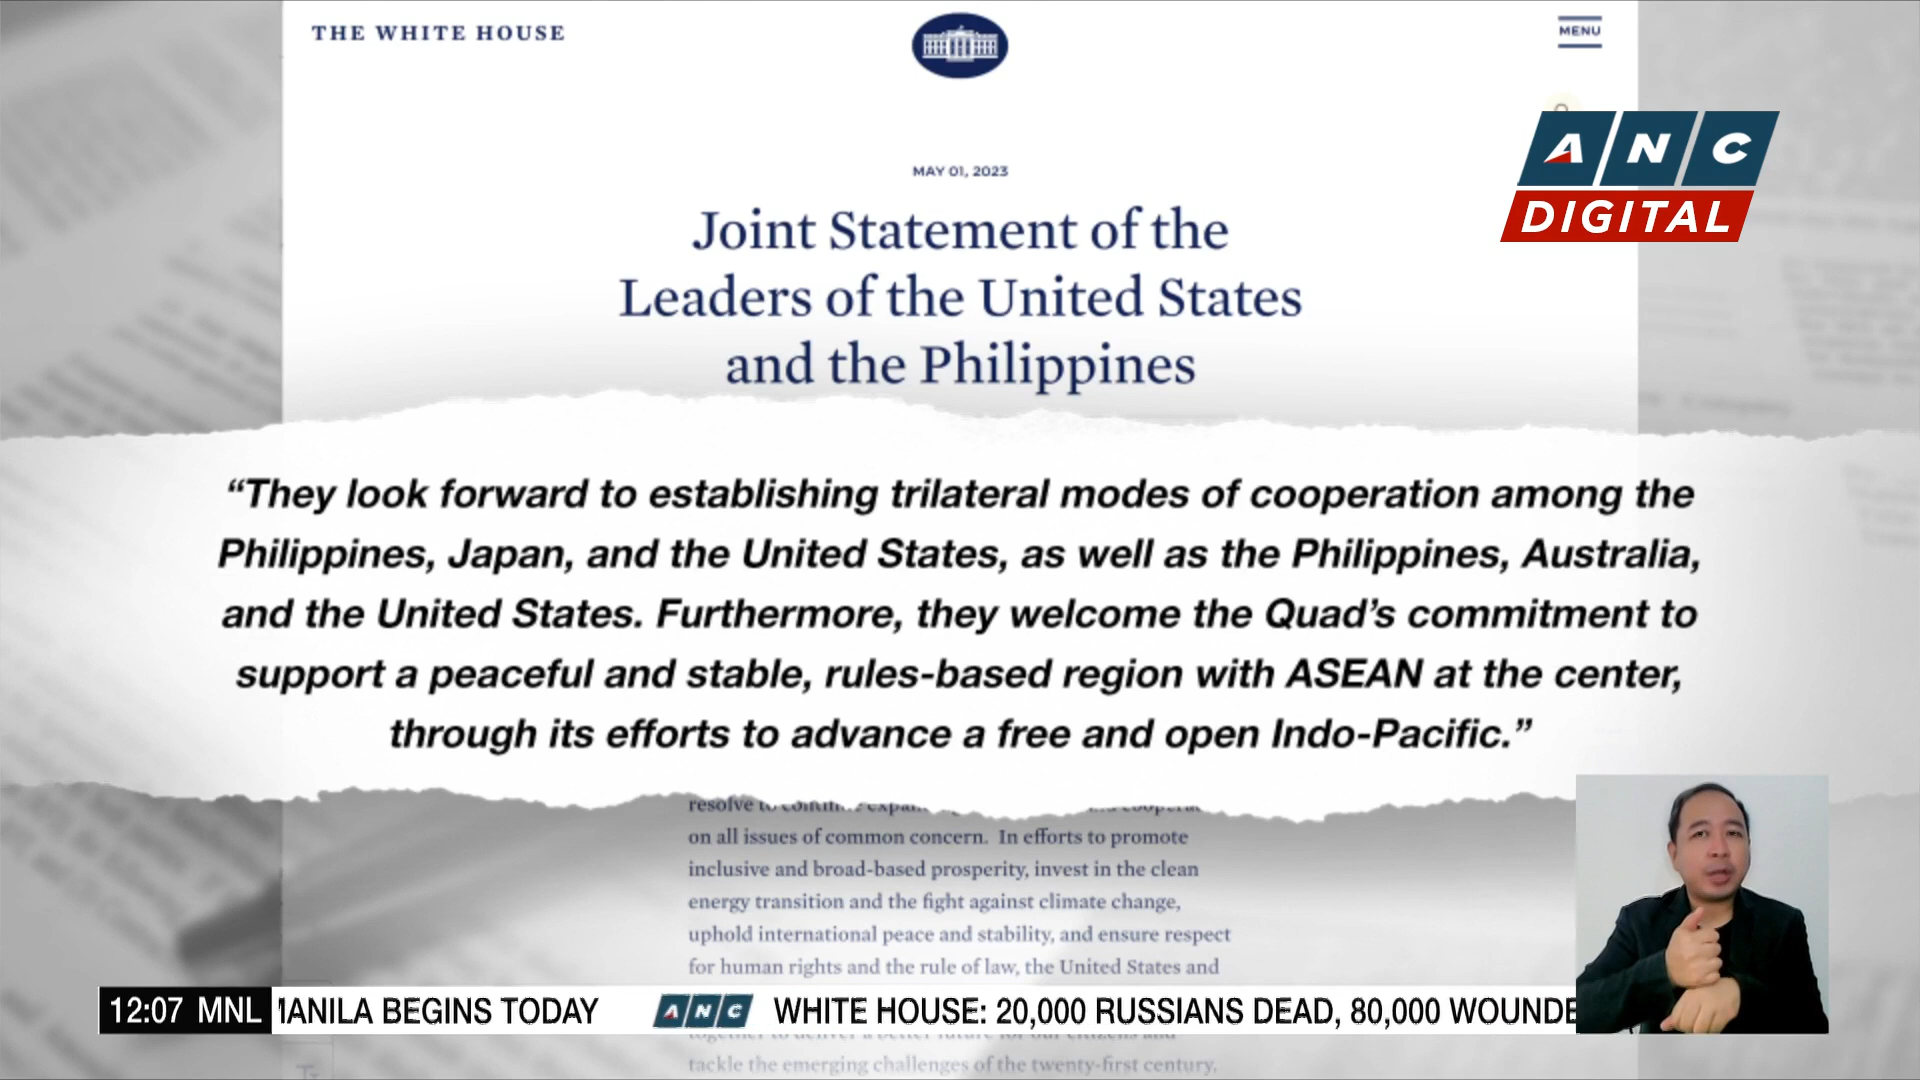 THE WHITE HOUSE
MENU
MAY 01, 2023
ANC
DIGITAL
Joint Statement of the
Leaders of the United States
and the Philippines
“They look forward to establishing trilateral modes of cooperation among the
Philippines, Japan, and the United States, as well as the Philippines, Australia,
and the United States. Furthermore, they welcome the Quad’s commitment to
support a peaceful and stable, rules-based region with ASEAN at the center,
through its efforts to advance a free and open Indo-Pacific.”
resolve to
on all issues of common concern. In efforts to promote
inclusive and broad-based prosperity, invest in the clean
energy transition and the fight against climate change,
uphold international peace and stability, and ensure respect
for human rights and the rule of law, the United States and
12:07 MNL MANILA BEGINS TODAY ANC WHITE HOUSE: 20,000 RUSSIANS DEAD, 80,000 WOUNDE
tackle the emerging challenges of the twenty-first century.